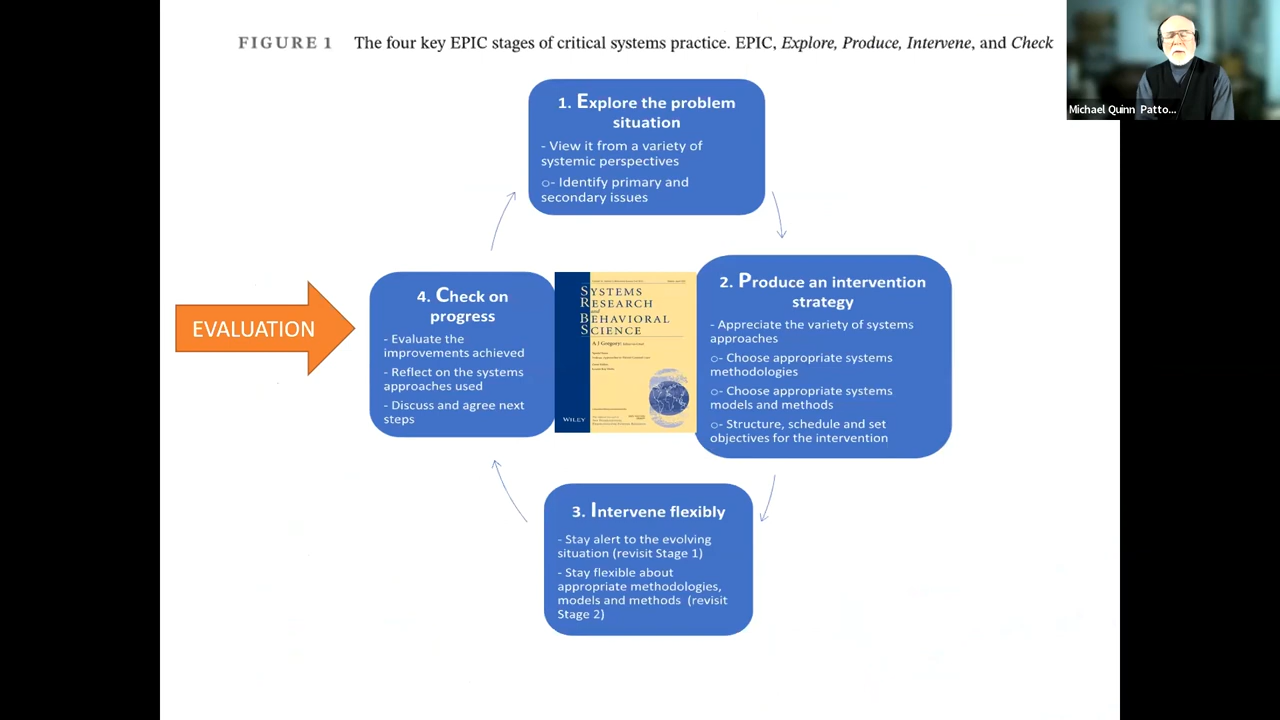 FIGURE 1 The four key EPIC stages of critical systems practice. EPIC, Explore, Produce, Intervene, and Check
Michael Quinn Patto...
1. Explore the problem
situation
- View it from a variety of
systemic perspectives
o- Identify primary and
secondary issues
2. Produce an intervention
strategy
- Appreciate the variety of systems
approaches
o- Choose appropriate systems
methodologies
o- Choose appropriate systems
models and methods
o- Structure, schedule and set
objectives for the intervention
3. Intervene flexibly
- Stay alert to the evolving
situation (revisit Stage 1)
- Stay flexible about
appropriate methodologies,
models and methods (revisit
Stage 2)
4. Check on
progress
- Evaluate the
improvements achieved
- Reflect on the systems
approaches used
- Discuss and agree next
steps
EVALUATION
SYSTEMS
RESEARCH
and
BEHAVIORAL
SCIENCE
A J Gregory
WILEY